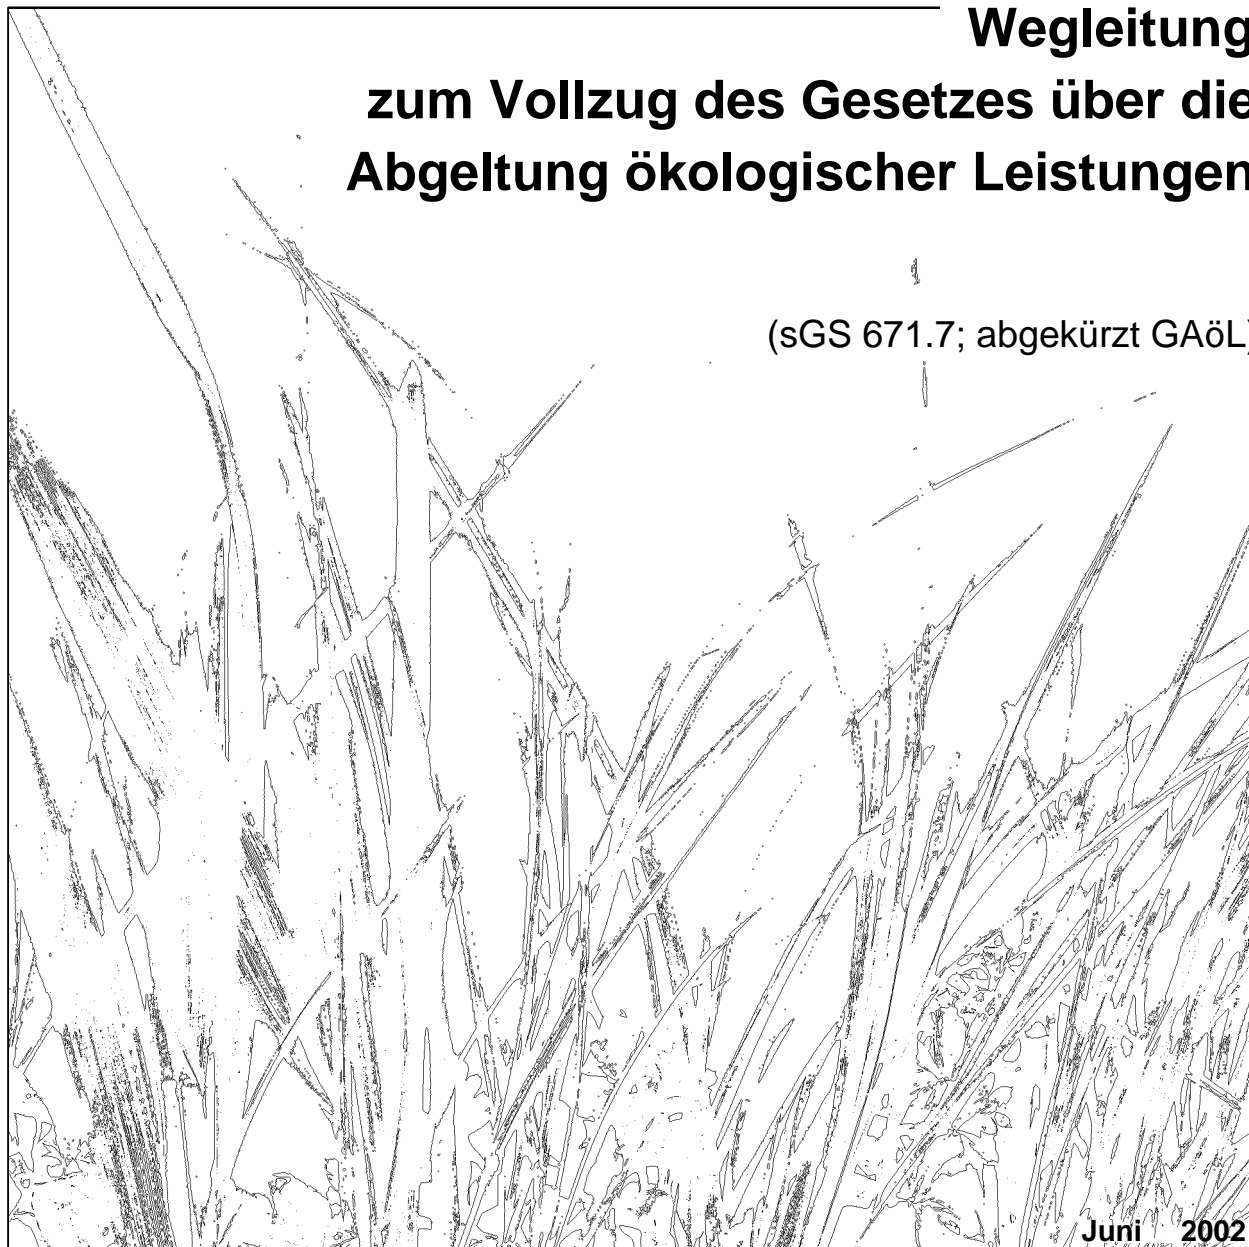 Wegleitung
zum Vollzug des Gesetzes über die
Abgeltung ökologischer Leistungen
(sGS 671.7; abgekürzt GAöL)
Juni 2002